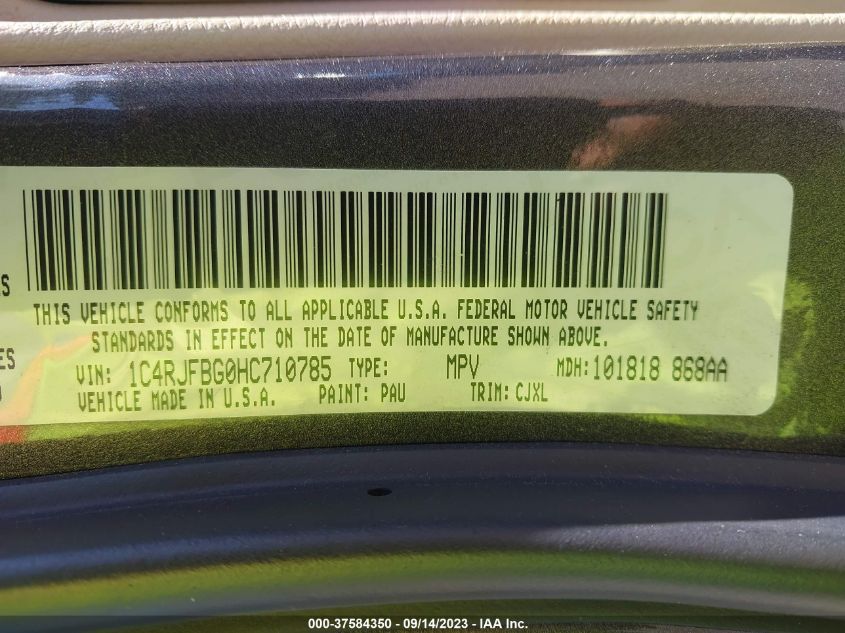 S
THIS VEHICLE CONFORMS TO ALL APPLICABLE U.S.A. FEDERAL MOTOR VEHICLE SAFETY
STANDARDS IN EFFECT ON THE DATE OF MANUFACTURE SHOWN ABOVE.
ES
VIN: 1C4RJFBG0HC710785 TYPE: MPV MDH: 101818 868AA
VEHICLE MADE IN U.S.A. PAINT: PAU TRIM: CJXL
000-37584350 - 09/14/2023 - IAA Inc.